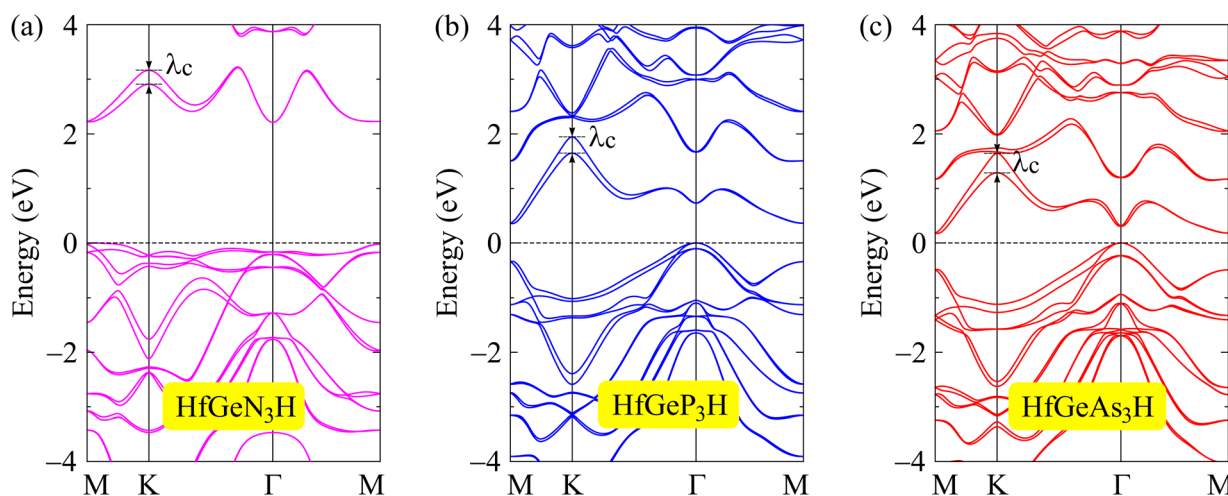 (a)
Energy (eV)
4
2
0
−2
−4
λc
HfGeN₃H
M
K
Γ
M
(b)
Energy (eV)
4
2
0
−2
−4
λc
HfGeP₃H
M
K
Γ
M
(c)
Energy (eV)
4
2
0
−2
−4
λc
HfGeAs₃H
M
K
Γ
M